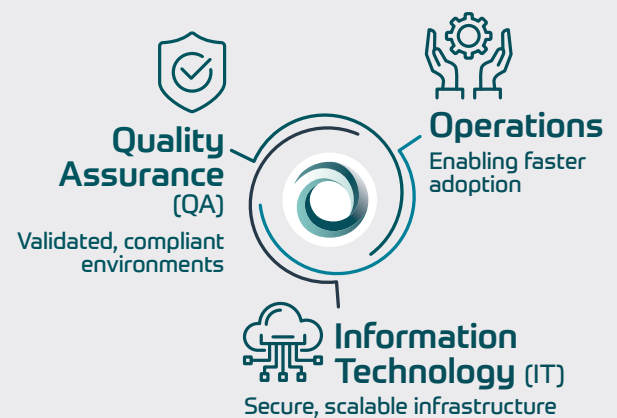 Quality
Assurance
(QA)
Validated, compliant
environments
Operations
Enabling faster
adoption
Information
Technology (IT)
Secure, scalable infrastructure